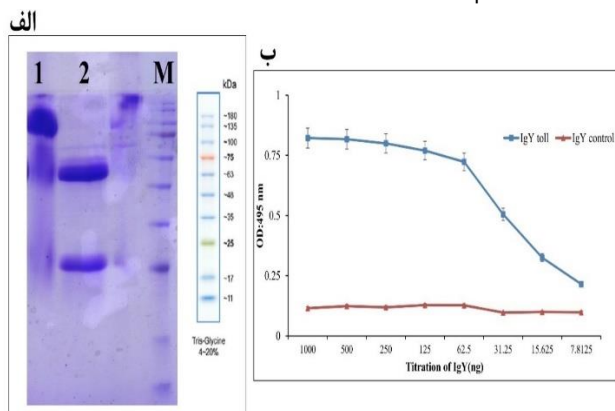 الف
1 2 M
kDa
~180
~135
~100
~75
~63
~48
~35
~25
~17
~11
Tris-Glycine
4~20%
ب
IgY toll
IgY control
OD:495 nm
1
0.75
0.5
0.25
0
1000 500 250 125 62.5 31.25 15.625 7.8125
Titration of IgY(ng)